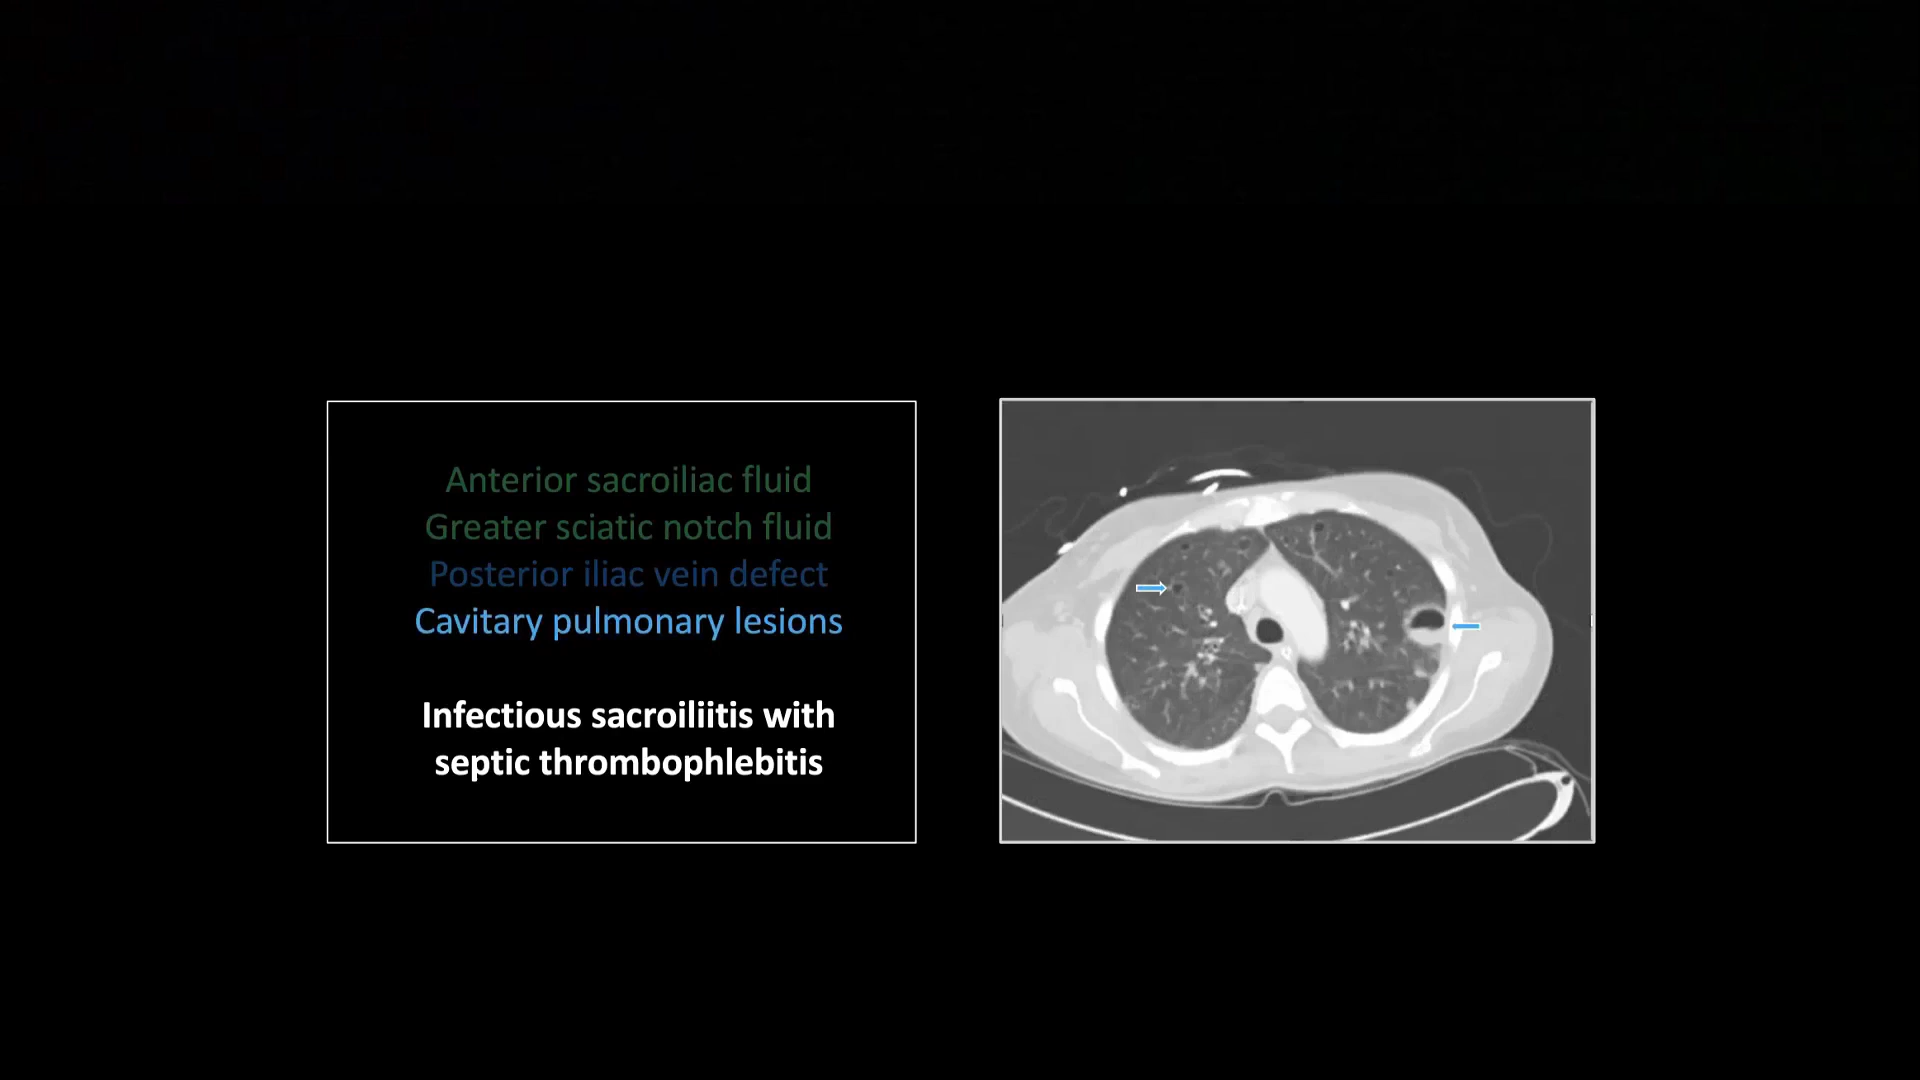 Anterior sacroiliac fluid
Greater sciatic notch fluid
Posterior iliac vein defect
Cavitary pulmonary lesions
Infectious sacroiliitis with
septic thrombophlebitis